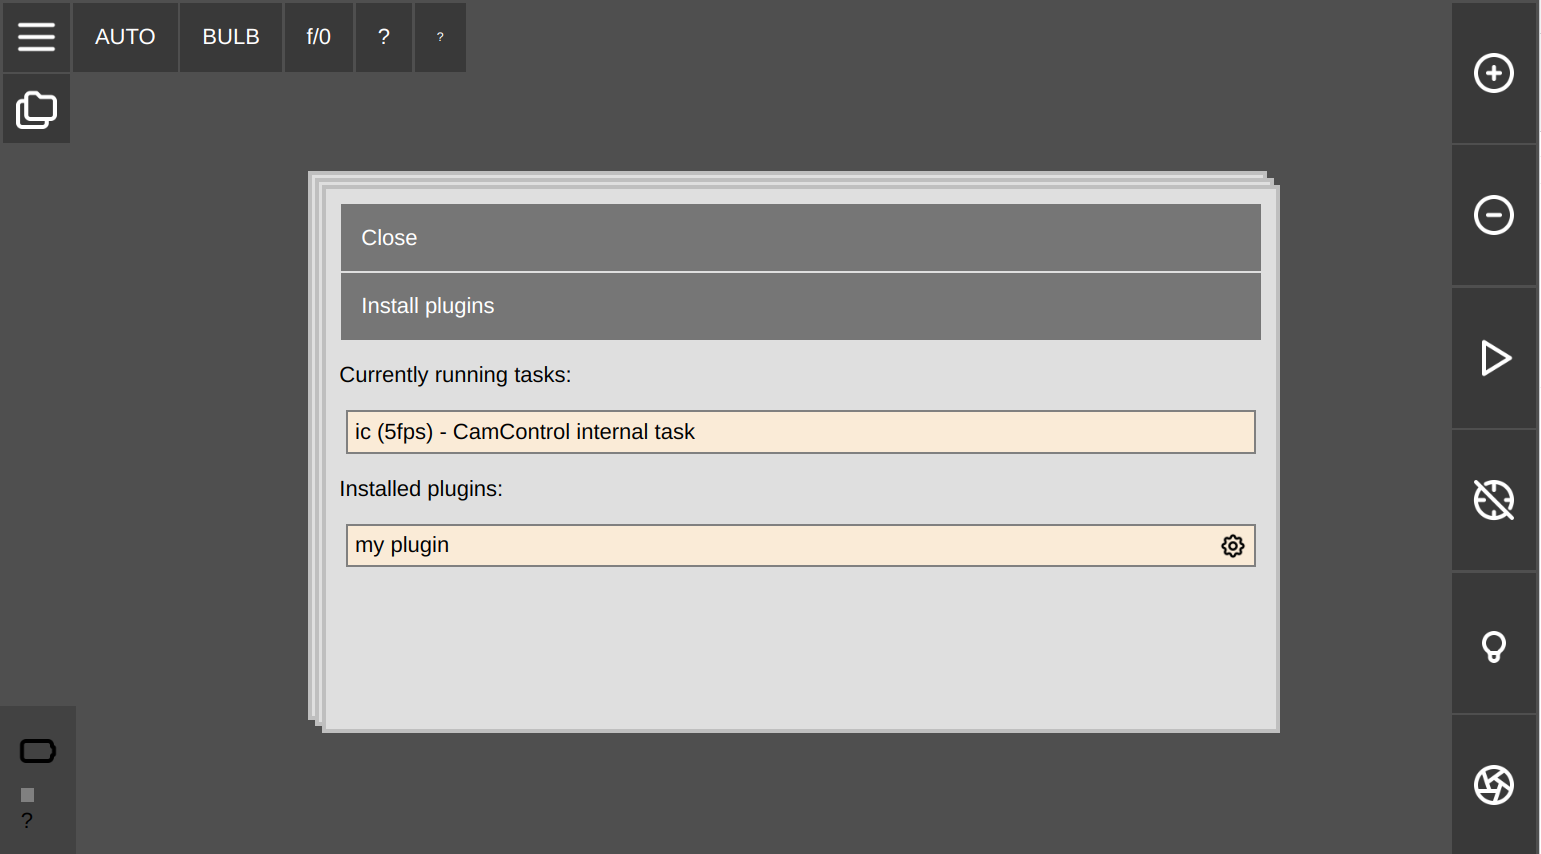 AUTO BULB f/0 ? ?
Close
Install plugins
Currently running tasks:
ic (5fps) - CamControl internal task
Installed plugins:
my plugin
?